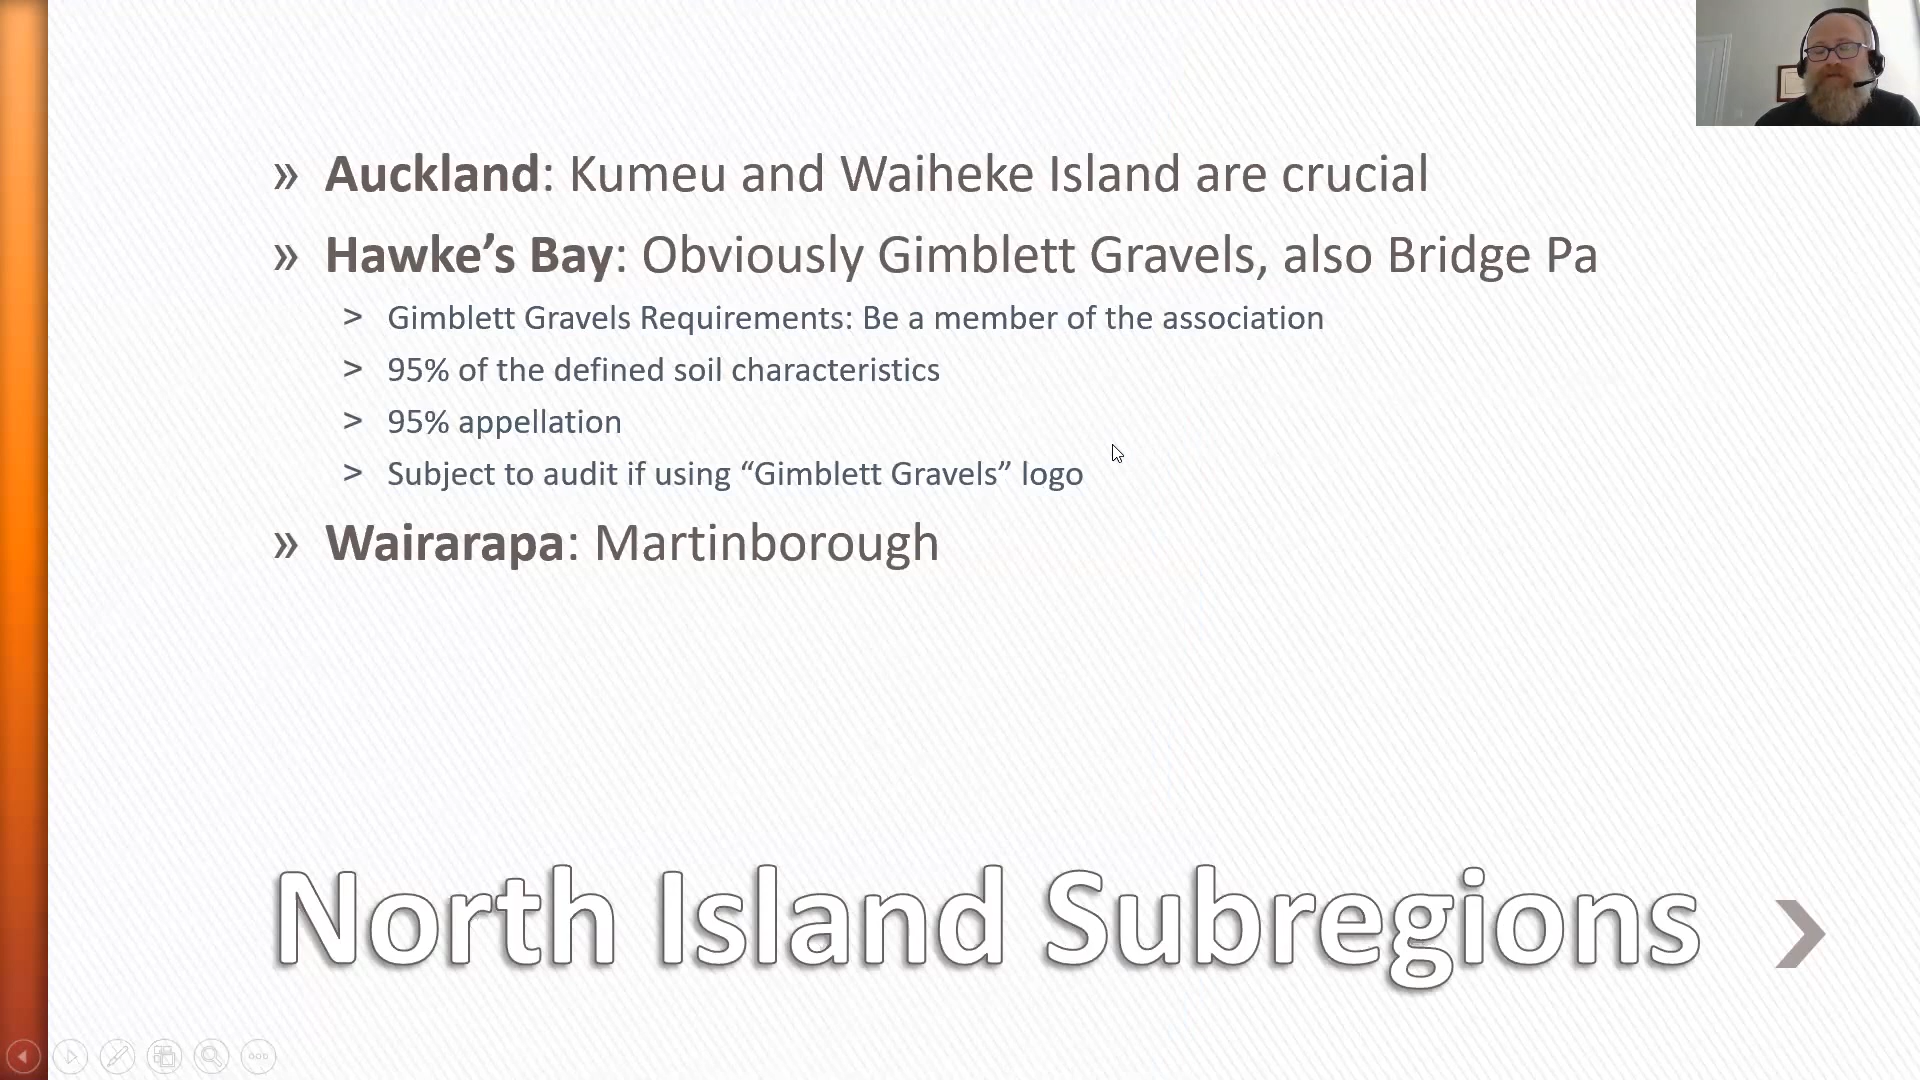 » Auckland: Kumeu and Waiheke Island are crucial
» Hawke’s Bay: Obviously Gimblett Gravels, also Bridge Pa
> Gimblett Gravels Requirements: Be a member of the association
> 95% of the defined soil characteristics
> 95% appellation
> Subject to audit if using “Gimblett Gravels” logo
» Wairarapa: Martinborough
North Island Subregions